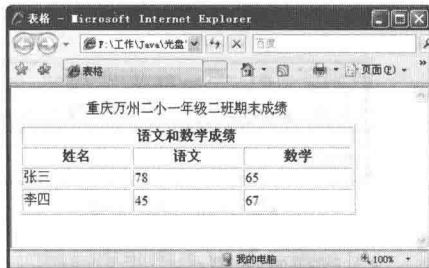 表格 - Microsoft Internet Explorer
F:\工作\Java\光盘
百度
表格
页面(P)
重庆万州二小一年级二班期末成绩
语文和数学成绩
姓名 语文 数学
张三 78 65
李四 45 67
我的电脑 100%